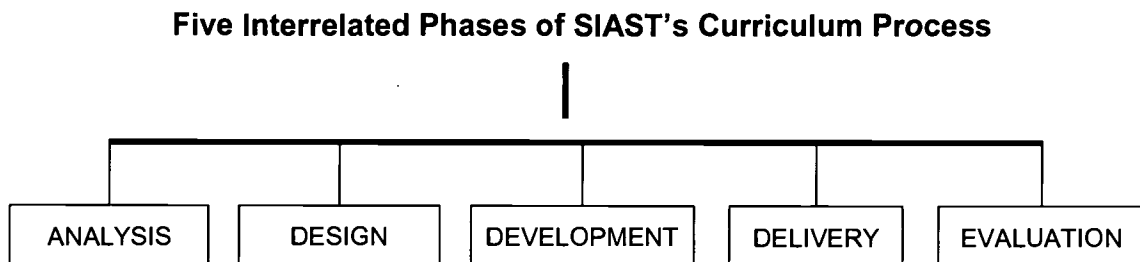 Five Interrelated Phases of SIAST's Curriculum Process
ANALYSIS
DESIGN
DEVELOPMENT
DELIVERY
EVALUATION